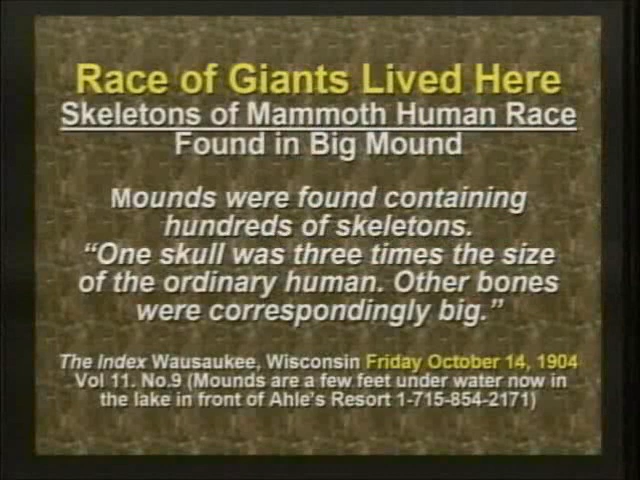 Race of Giants Lived Here
Skeletons of Mammoth Human Race
Found in Big Mound
Mounds were found containing
hundreds of skeletons.
“One skull was three times the size
of the ordinary human. Other bones
were correspondingly big.”
The Index Wausaukee, Wisconsin Friday October 14, 1904
Vol 11. No.9 (Mounds are a few feet under water now in
the lake in front of Ahle's Resort 1-715-854-2171)